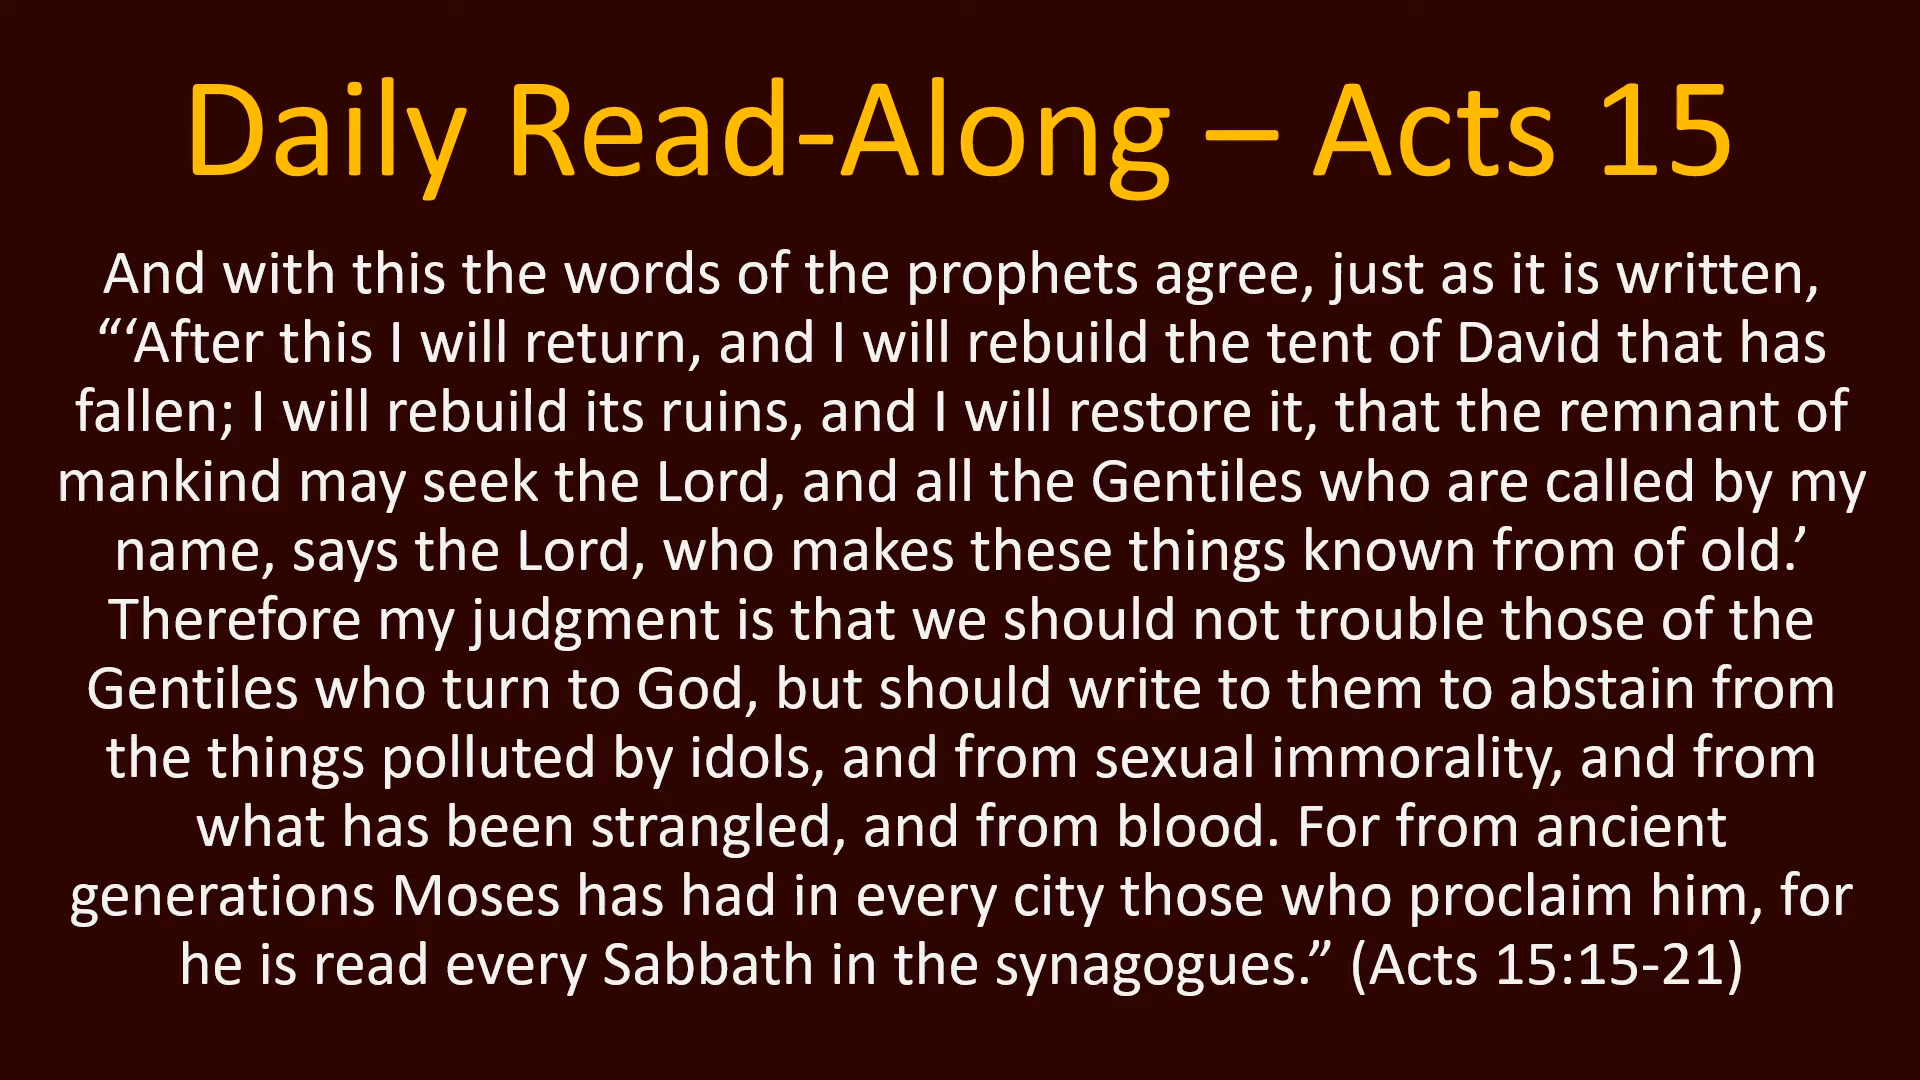 Daily Read-Along – Acts 15
And with this the words of the prophets agree, just as it is written,
“‘After this I will return, and I will rebuild the tent of David that has
fallen; I will rebuild its ruins, and I will restore it, that the remnant of
mankind may seek the Lord, and all the Gentiles who are called by my
name, says the Lord, who makes these things known from of old.’
Therefore my judgment is that we should not trouble those of the
Gentiles who turn to God, but should write to them to abstain from
the things polluted by idols, and from sexual immorality, and from
what has been strangled, and from blood. For from ancient
generations Moses has had in every city those who proclaim him, for
he is read every Sabbath in the synagogues.” (Acts 15:15-21)